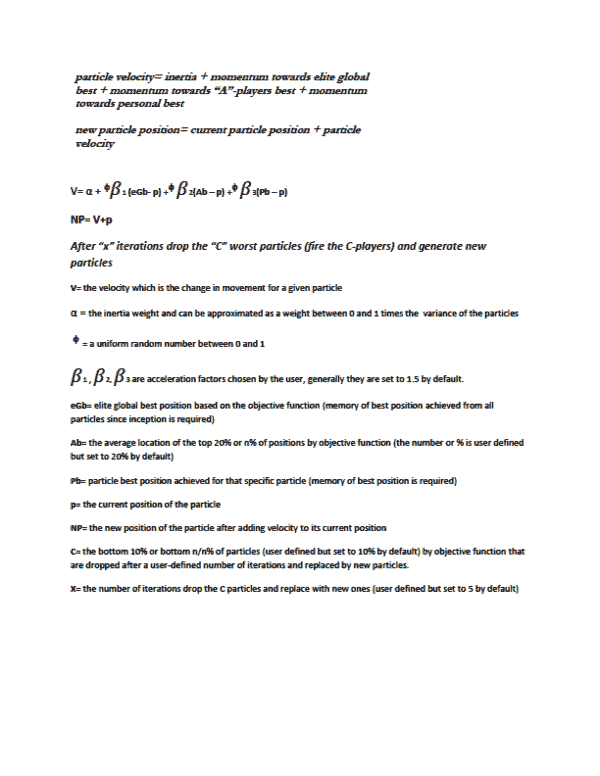 particle velocity= inertia + momentum towards elite global
best + momentum towards “A”-players best + momentum
towards personal best
new particle position= current particle position + particle
velocity
V= α + ᶲβ 1 (eGb- p) +ᶲ β 2(Ab – p) +ᶲ β 3(Pb – p)
NP= V+p
After “x” iterations drop the “C” worst particles (fire the C-players) and generate new
particles
V= the velocity which is the change in movement for a given particle
α = the inertia weight and can be approximated as a weight between 0 and 1 times the variance of the particles
ᶲ = a uniform random number between 0 and 1
β 1 , β 2, β 3 are acceleration factors chosen by the user, generally they are set to 1.5 by default.
eGb= elite global best position based on the objective function (memory of best position achieved from all
particles since inception is required)
Ab= the average location of the top 20% or n% of positions by objective function (the number or % is user defined
but set to 20% by default)
Pb= particle best position achieved for that specific particle (memory of best position is required)
p= the current position of the particle
NP= the new position of the particle after adding velocity to its current position
C= the bottom 10% or bottom n/n% of particles (user defined but set to 10% by default) by objective function that
are dropped after a user-defined number of iterations and replaced by new particles.
X= the number of iterations drop the C particles and replace with new ones (user defined but set to 5 by default)